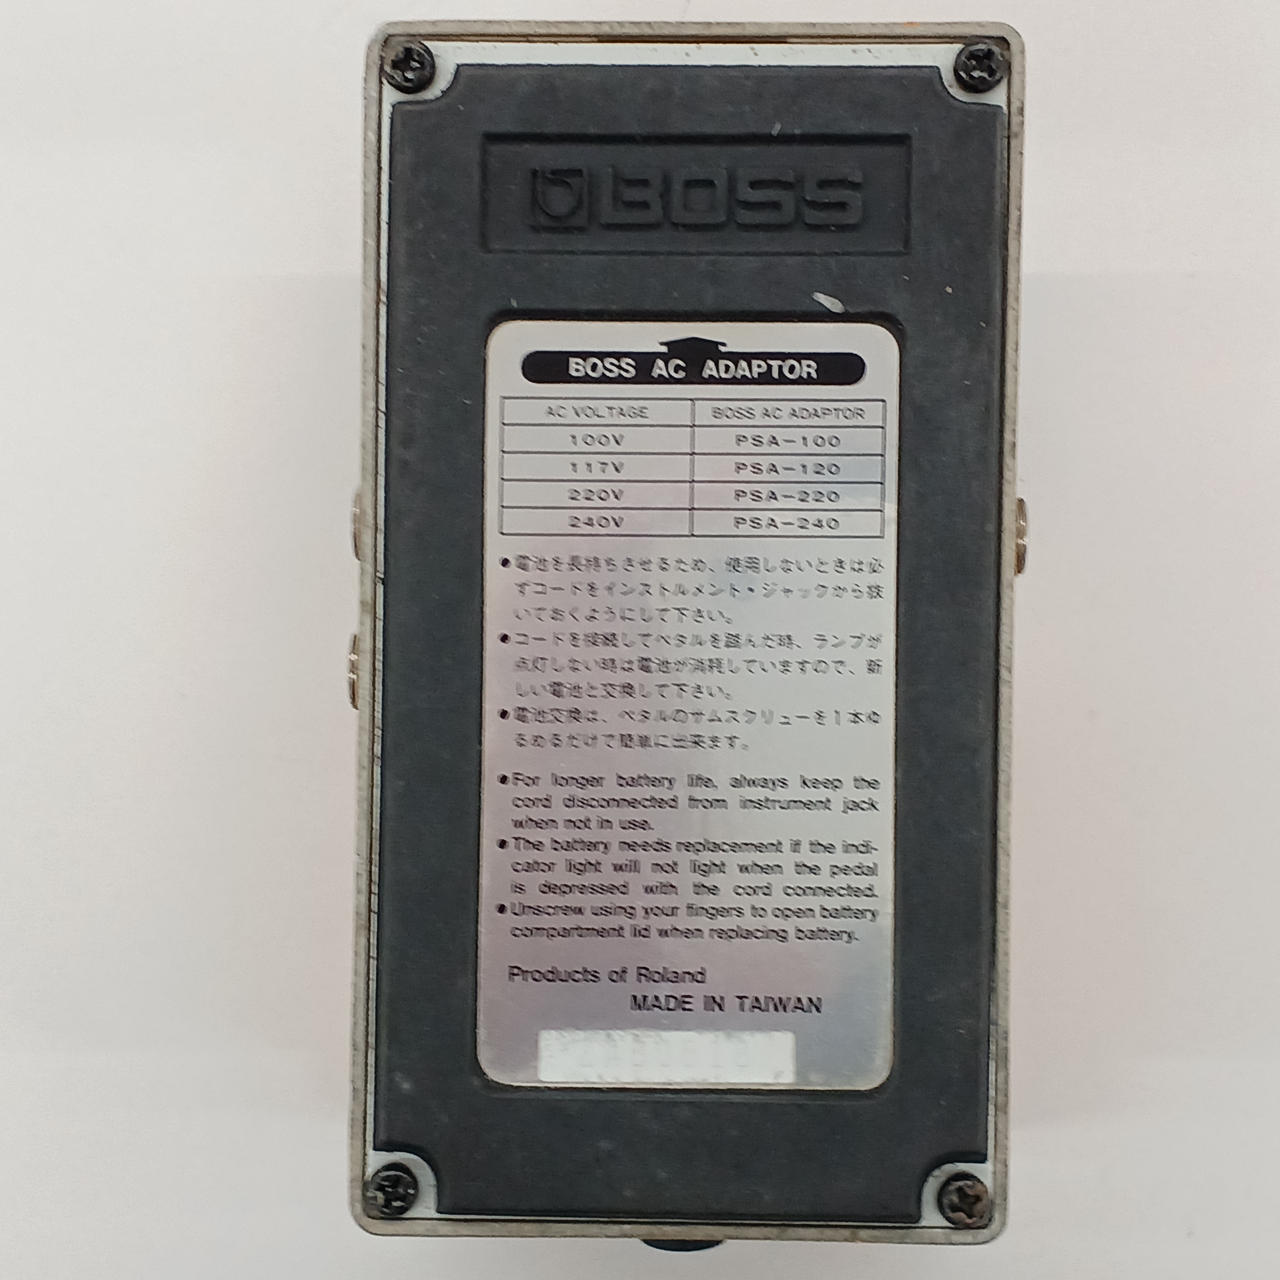 BOSS
BOSS AC ADAPTOR
AC VOLTAGE BOSS AC ADAPTOR
100V PSA-100
117V PSA-120
220V PSA-220
240V PSA-240
●電池を長持ちさせるため、使用しないときは必
ずコードをインストルメント・ジャックから抜
いておくようにして下さい。
●コードを接続してペダルを踏んだ時、ランプが
点灯しない時は電池が消耗していますので、新
しい電池と交換して下さい。
●電池交換は、ペダルのサムスクリューを1本ゆ
るめるだけで簡単に出来ます。
●For longer battery life, always keep the
cord disconnected from instrument jack
when not in use.
●The battery needs replacement if the indi-
cator light will not light when the pedal
is depressed with the cord connected.
●Unscrew using your fingers to open battery
compartment lid when replacing battery.
Products of Roland
MADE IN TAIWAN